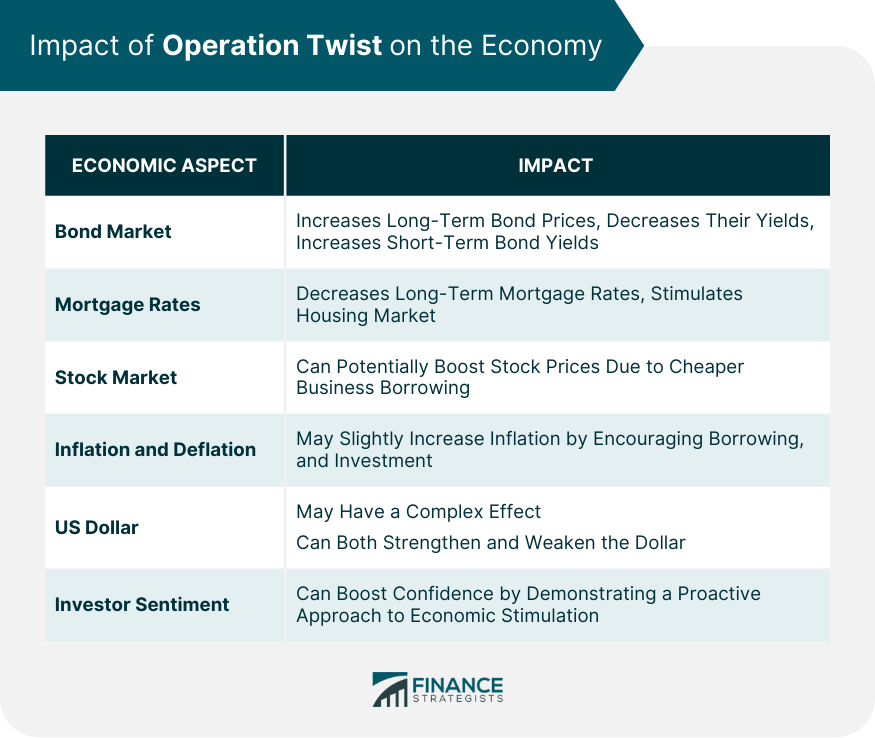 Impact of Operation Twist on the Economy
ECONOMIC ASPECT
IMPACT
Bond Market
Increases Long-Term Bond Prices, Decreases Their Yields,
Increases Short-Term Bond Yields
Mortgage Rates
Decreases Long-Term Mortgage Rates, Stimulates
Housing Market
Stock Market
Can Potentially Boost Stock Prices Due to Cheaper
Business Borrowing
Inflation and Deflation
May Slightly Increase Inflation by Encouraging Borrowing,
and Investment
US Dollar
May Have a Complex Effect
Can Both Strengthen and Weaken the Dollar
Investor Sentiment
Can Boost Confidence by Demonstrating a Proactive
Approach to Economic Stimulation
FINANCE
STRATEGISTS